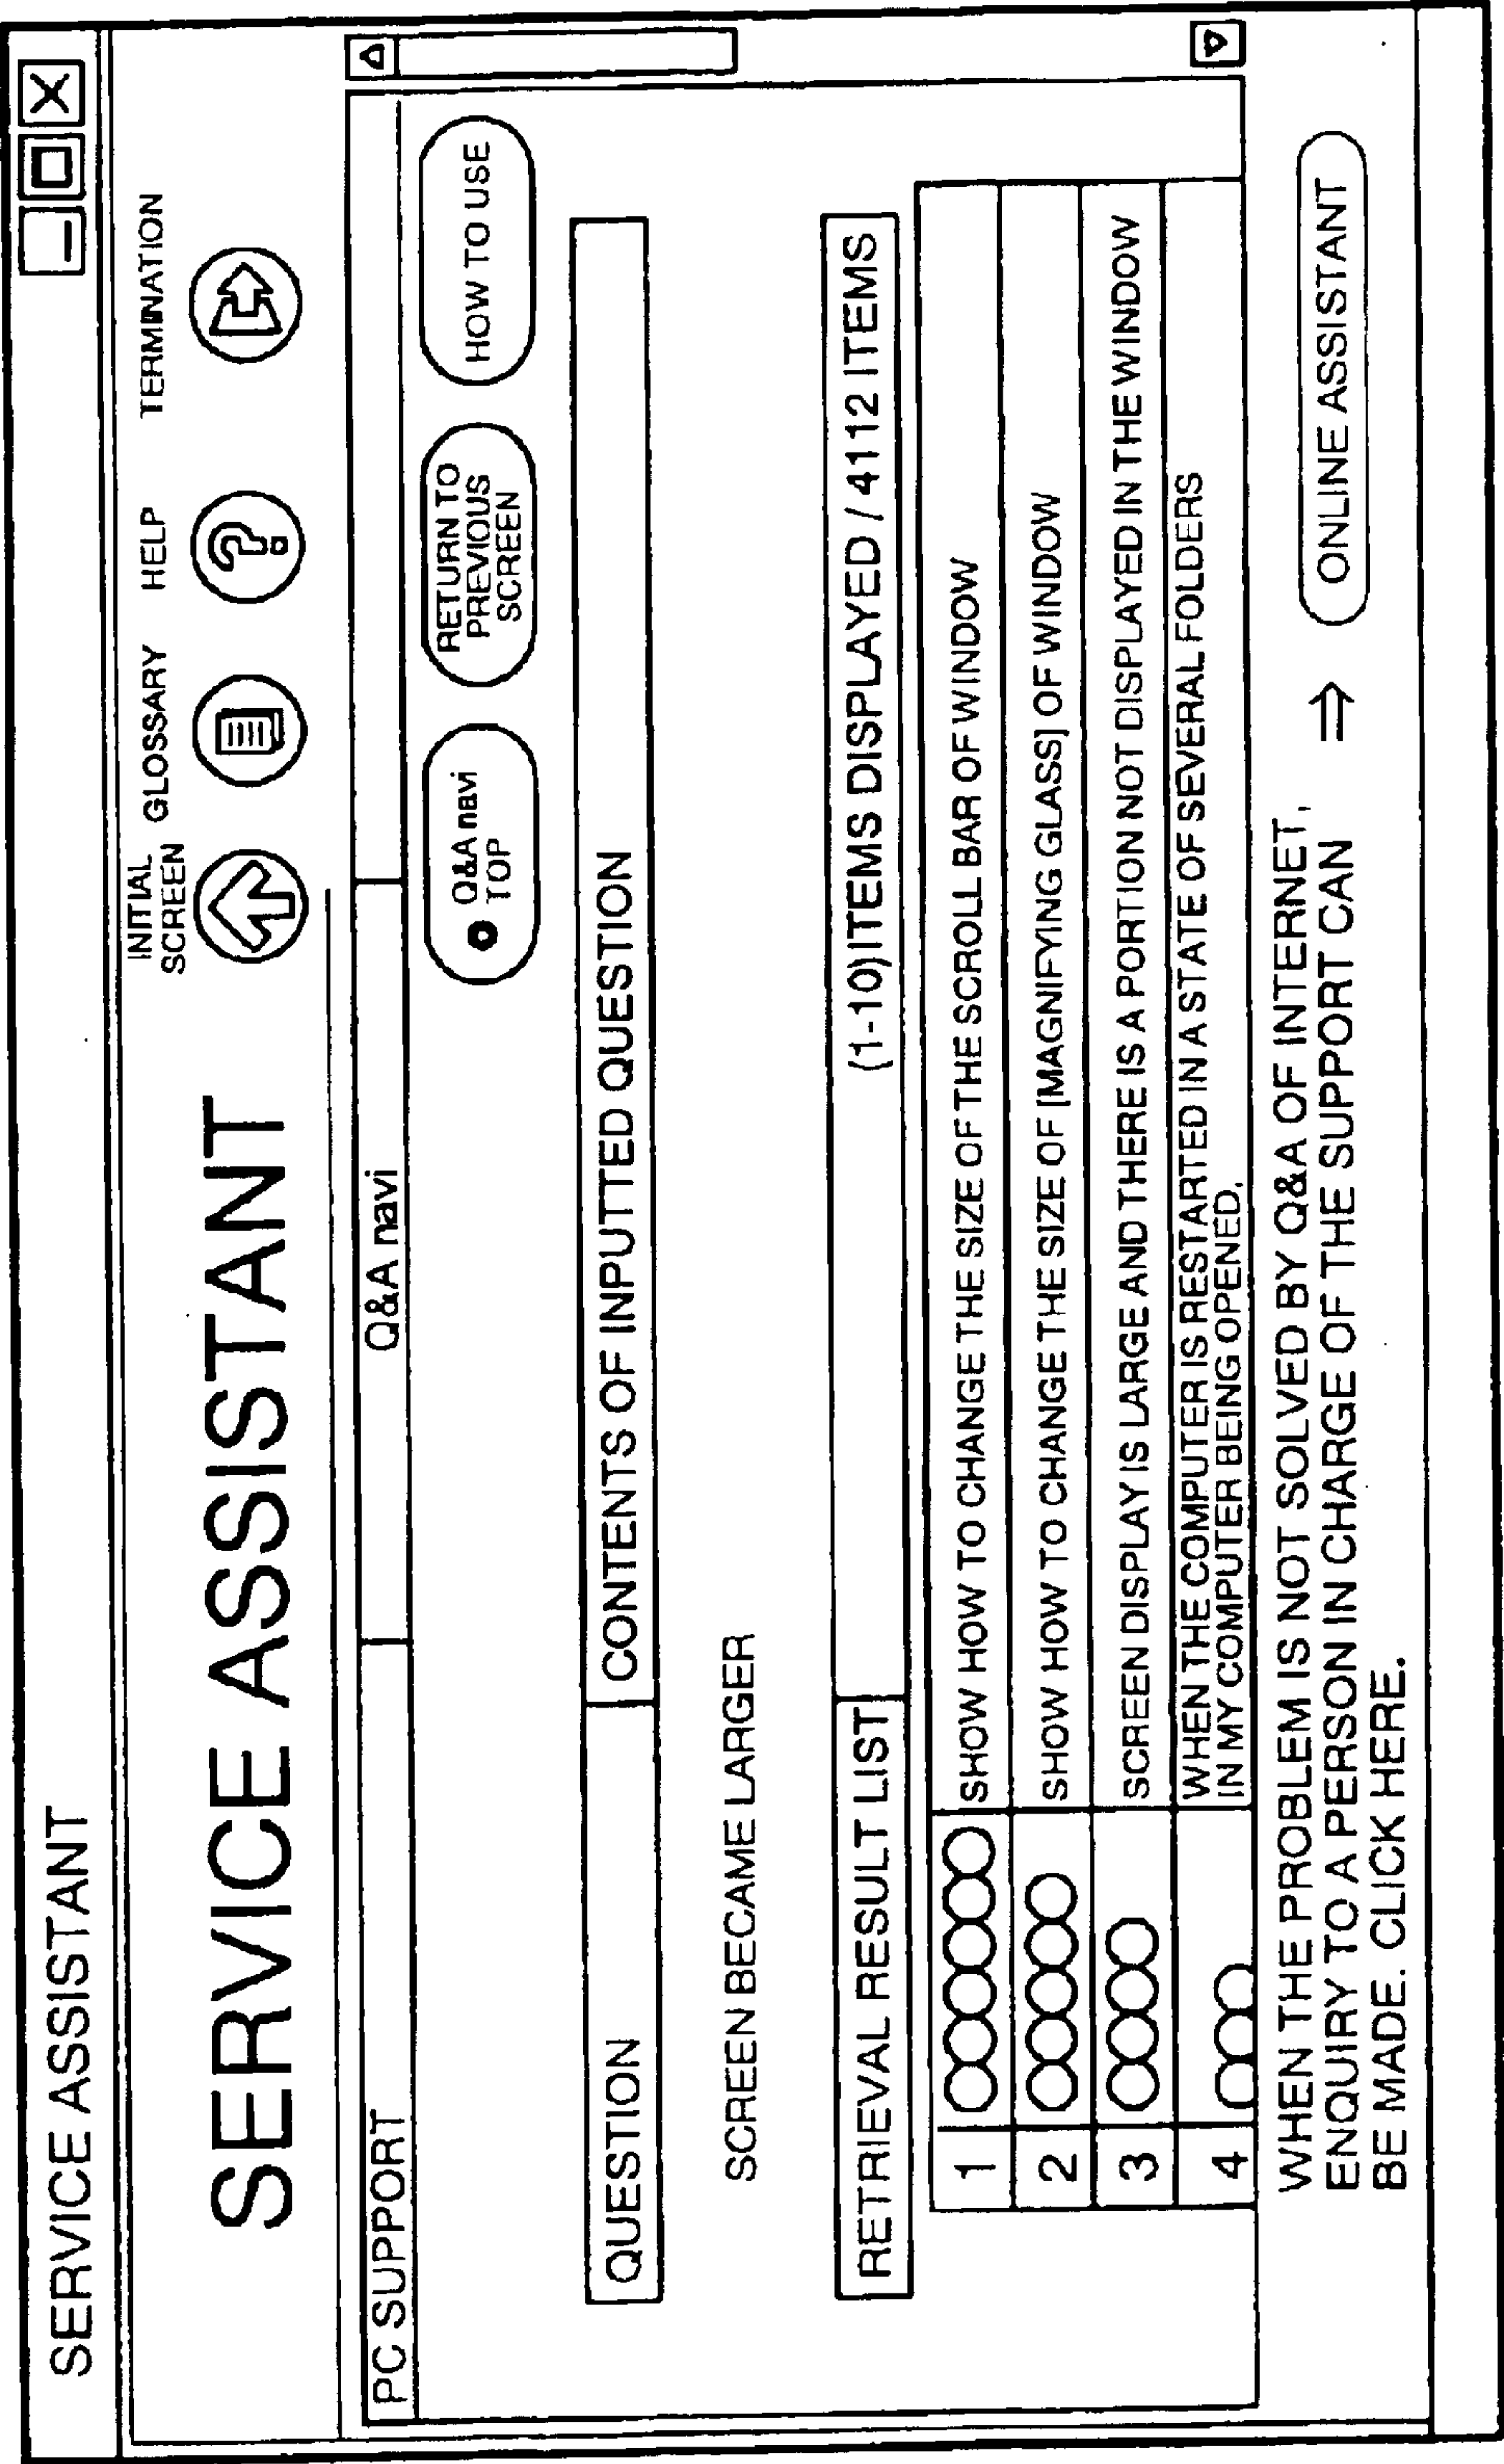 SERVICE ASSISTANT
SERVICE ASSISTANT
INITIAL
SCREEN
GLOSSARY
HELP
TERMINATION
PC SUPPORT
Q&A navi
Q&A navi
TOP
RETURN TO
PREVIOUS
SCREEN
HOW TO USE
QUESTION
CONTENTS OF INPUTTED QUESTION
SCREEN BECAME LARGER
RETRIEVAL RESULT LIST
(1-10)ITEMS DISPLAYED / 4112 ITEMS
1 SHOW HOW TO CHANGE THE SIZE OF THE SCROLL BAR OF WINDOW
2 SHOW HOW TO CHANGE THE SIZE OF [MAGNIFYING GLASS] OF WINDOW
3 SCREEN DISPLAY IS LARGE AND THERE IS A PORTION NOT DISPLAYED IN THE WINDOW
4 WHEN THE COMPUTER IS RESTARTED IN A STATE OF SEVERAL FOLDERS
IN MY COMPUTER BEING OPENED,
WHEN THE PROBLEM IS NOT SOLVED BY Q&A OF INTERNET,
ENQUIRY TO A PERSON IN CHARGE OF THE SUPPORT CAN
BE MADE. CLICK HERE.
⇒ ONLINE ASSISTANT